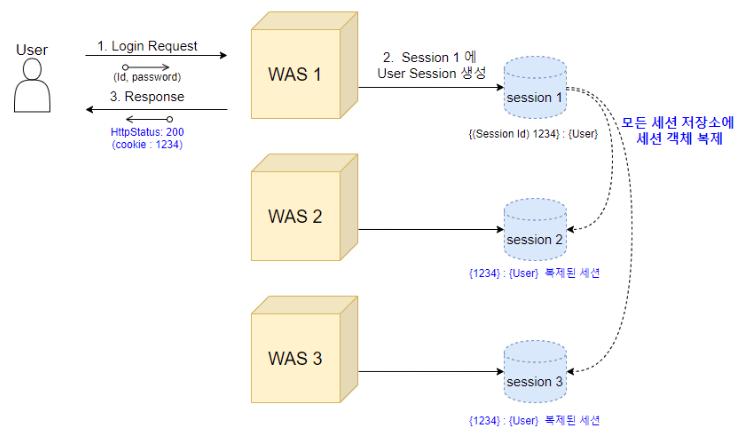 User
1. Login Request
(Id, password)
3. Response
HttpStatus: 200
(cookie : 1234)
WAS 1
2. Session 1 에
User Session 생성
session 1
{(Session Id) 1234} : {User}
모든 세션 저장소에
세션 객체 복제
WAS 2
session 2
{1234} : {User} 복제된 세션
WAS 3
session 3
{1234} : {User} 복제된 세션